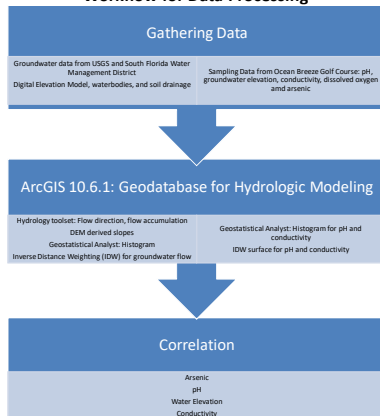 Workflow for Data Processing
Gathering Data
Groundwater data from USGS and South Florida Water
Management District
Digital Elevation Model, waterbodies, and soil drainage
Sampling Data from Ocean Breeze Golf Course: pH,
groundwater elevation, conductivity, dissolved oxygen
amd arsenic
ArcGIS 10.6.1: Geodatabase for Hydrologic Modeling
Hydrology toolset: Flow direction, flow accumulation
DEM derived slopes
Geostatistical Analyst: Histogram
Inverse Distance Weighting (IDW) for groundwater flow
Geostatistical Analyst: Histogram for pH and
conductivity
IDW surface for pH and conductivity
Correlation
Arsenic
pH
Water Elevation
Conductivity